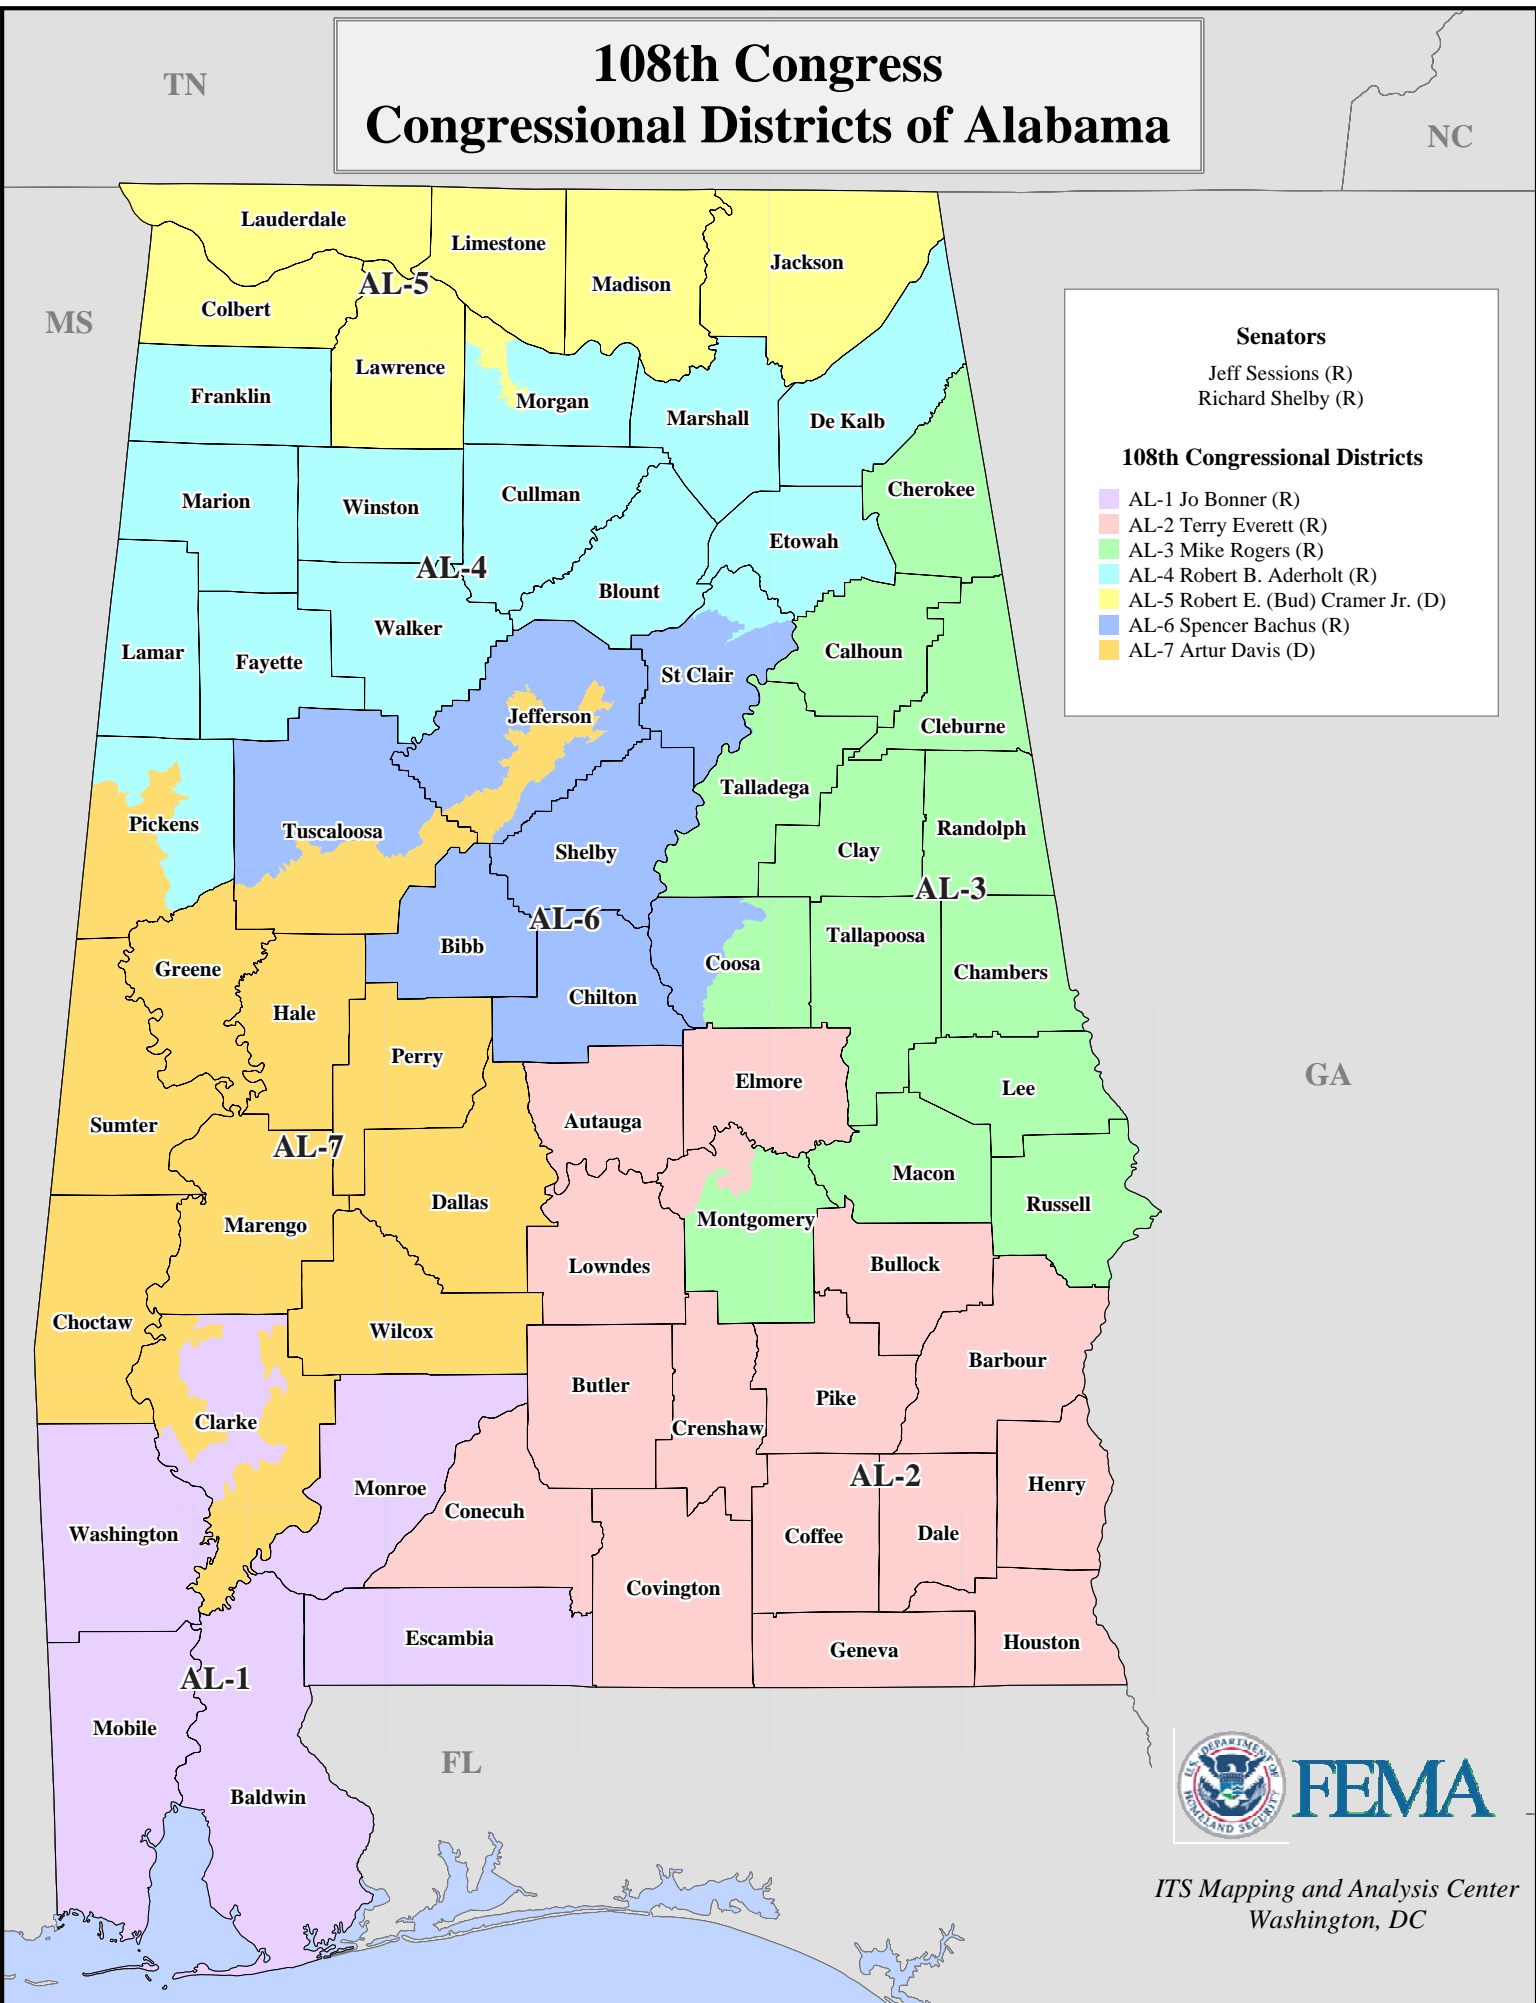 108th Congress
Congressional Districts of Alabama
TN
NC
MS
GA
FL
Senators
Jeff Sessions (R)
Richard Shelby (R)
108th Congressional Districts
AL-1 Jo Bonner (R)
AL-2 Terry Everett (R)
AL-3 Mike Rogers (R)
AL-4 Robert B. Aderholt (R)
AL-5 Robert E. (Bud) Cramer Jr. (D)
AL-6 Spencer Bachus (R)
AL-7 Artur Davis (D)
Lauderdale
Limestone
Madison
Jackson
AL-5
Colbert
Lawrence
Franklin
Morgan
Marshall
De Kalb
Cherokee
Marion
Winston
Cullman
Etowah
AL-4
Blount
Walker
Lamar
Fayette
St Clair
Calhoun
Jefferson
Cleburne
Talladega
Pickens
Tuscaloosa
Shelby
Clay
Randolph
AL-3
AL-6
Bibb
Tallapoosa
Greene
Coosa
Chambers
Hale
Chilton
Perry
Elmore
Lee
Sumter
Autauga
AL-7
Macon
Dallas
Russell
Marengo
Montgomery
Lowndes
Bullock
Choctaw
Wilcox
Barbour
Butler
Pike
Clarke
Crenshaw
AL-2
Monroe
Henry
Conecuh
Washington
Coffee
Dale
Covington
Escambia
Geneva
Houston
AL-1
Mobile
Baldwin
U.S. DEPARTMENT OF
HOMELAND SECURITY
FEMA
ITS Mapping and Analysis Center
Washington, DC